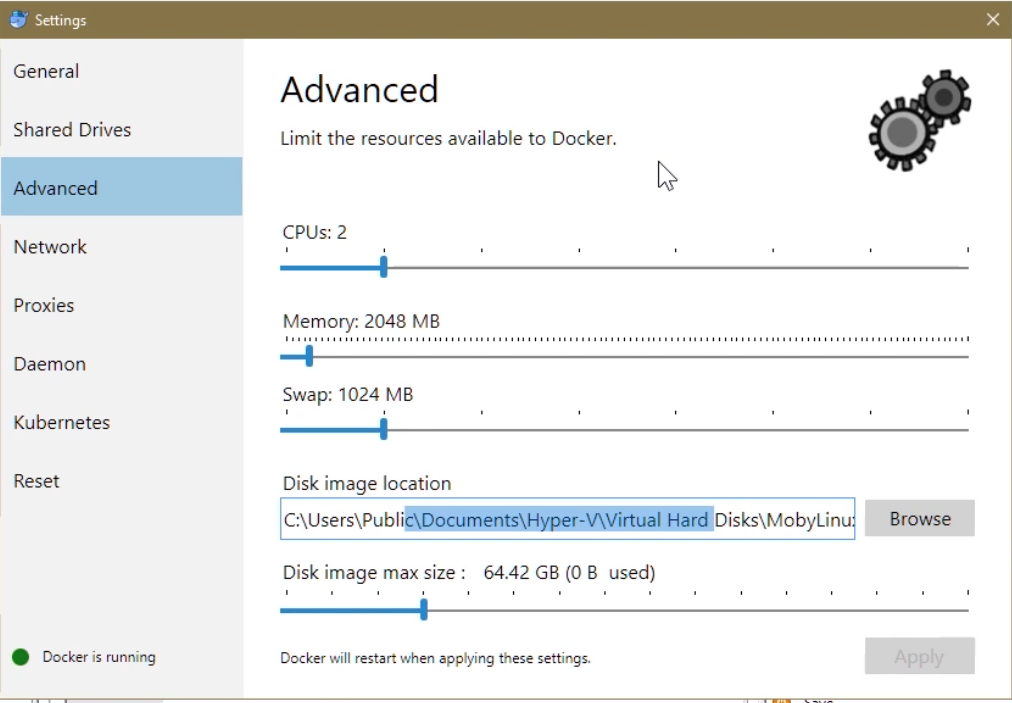 Settings
General
Shared Drives
Advanced
Network
Proxies
Daemon
Kubernetes
Reset
Docker is running
Advanced
Limit the resources available to Docker.
CPUs: 2
Memory: 2048 MB
Swap: 1024 MB
Disk image location
C:\Users\Public\Documents\Hyper-V\Virtual Hard Disks\MobyLinu
Browse
Disk image max size : 64.42 GB (0 B used)
Docker will restart when applying these settings.
Apply